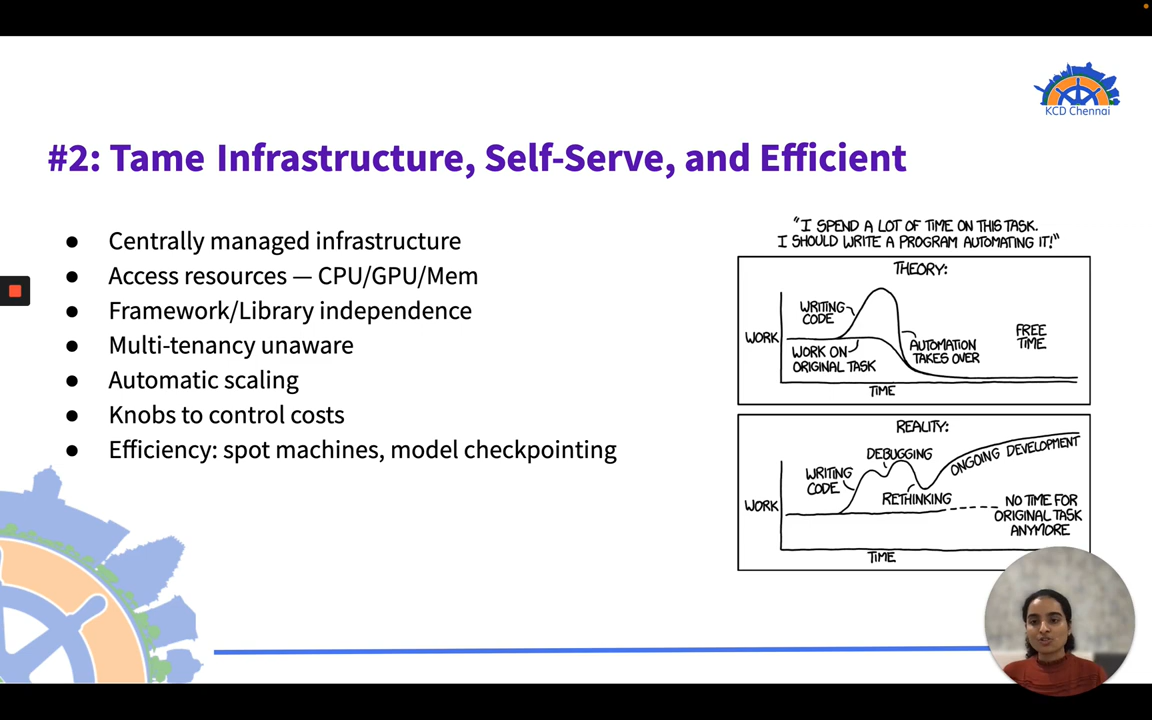 KCD Chennai
#2: Tame Infrastructure, Self-Serve, and Efficient
● Centrally managed infrastructure
● Access resources — CPU/GPU/Mem
● Framework/Library independence
● Multi-tenancy unaware
● Automatic scaling
● Knobs to control costs
● Efficiency: spot machines, model checkpointing
"I SPEND A LOT OF TIME ON THIS TASK.
I SHOULD WRITE A PROGRAM AUTOMATING IT!"
THEORY:
WRITING
CODE
WORK
WORK ON
ORIGINAL TASK
AUTOMATION
TAKES OVER
FREE
TIME
TIME
REALITY:
WRITING
CODE
DEBUGGING
RETHINKING
ONGOING DEVELOPMENT
WORK
NO TIME FOR
ORIGINAL TASK
ANYMORE
TIME